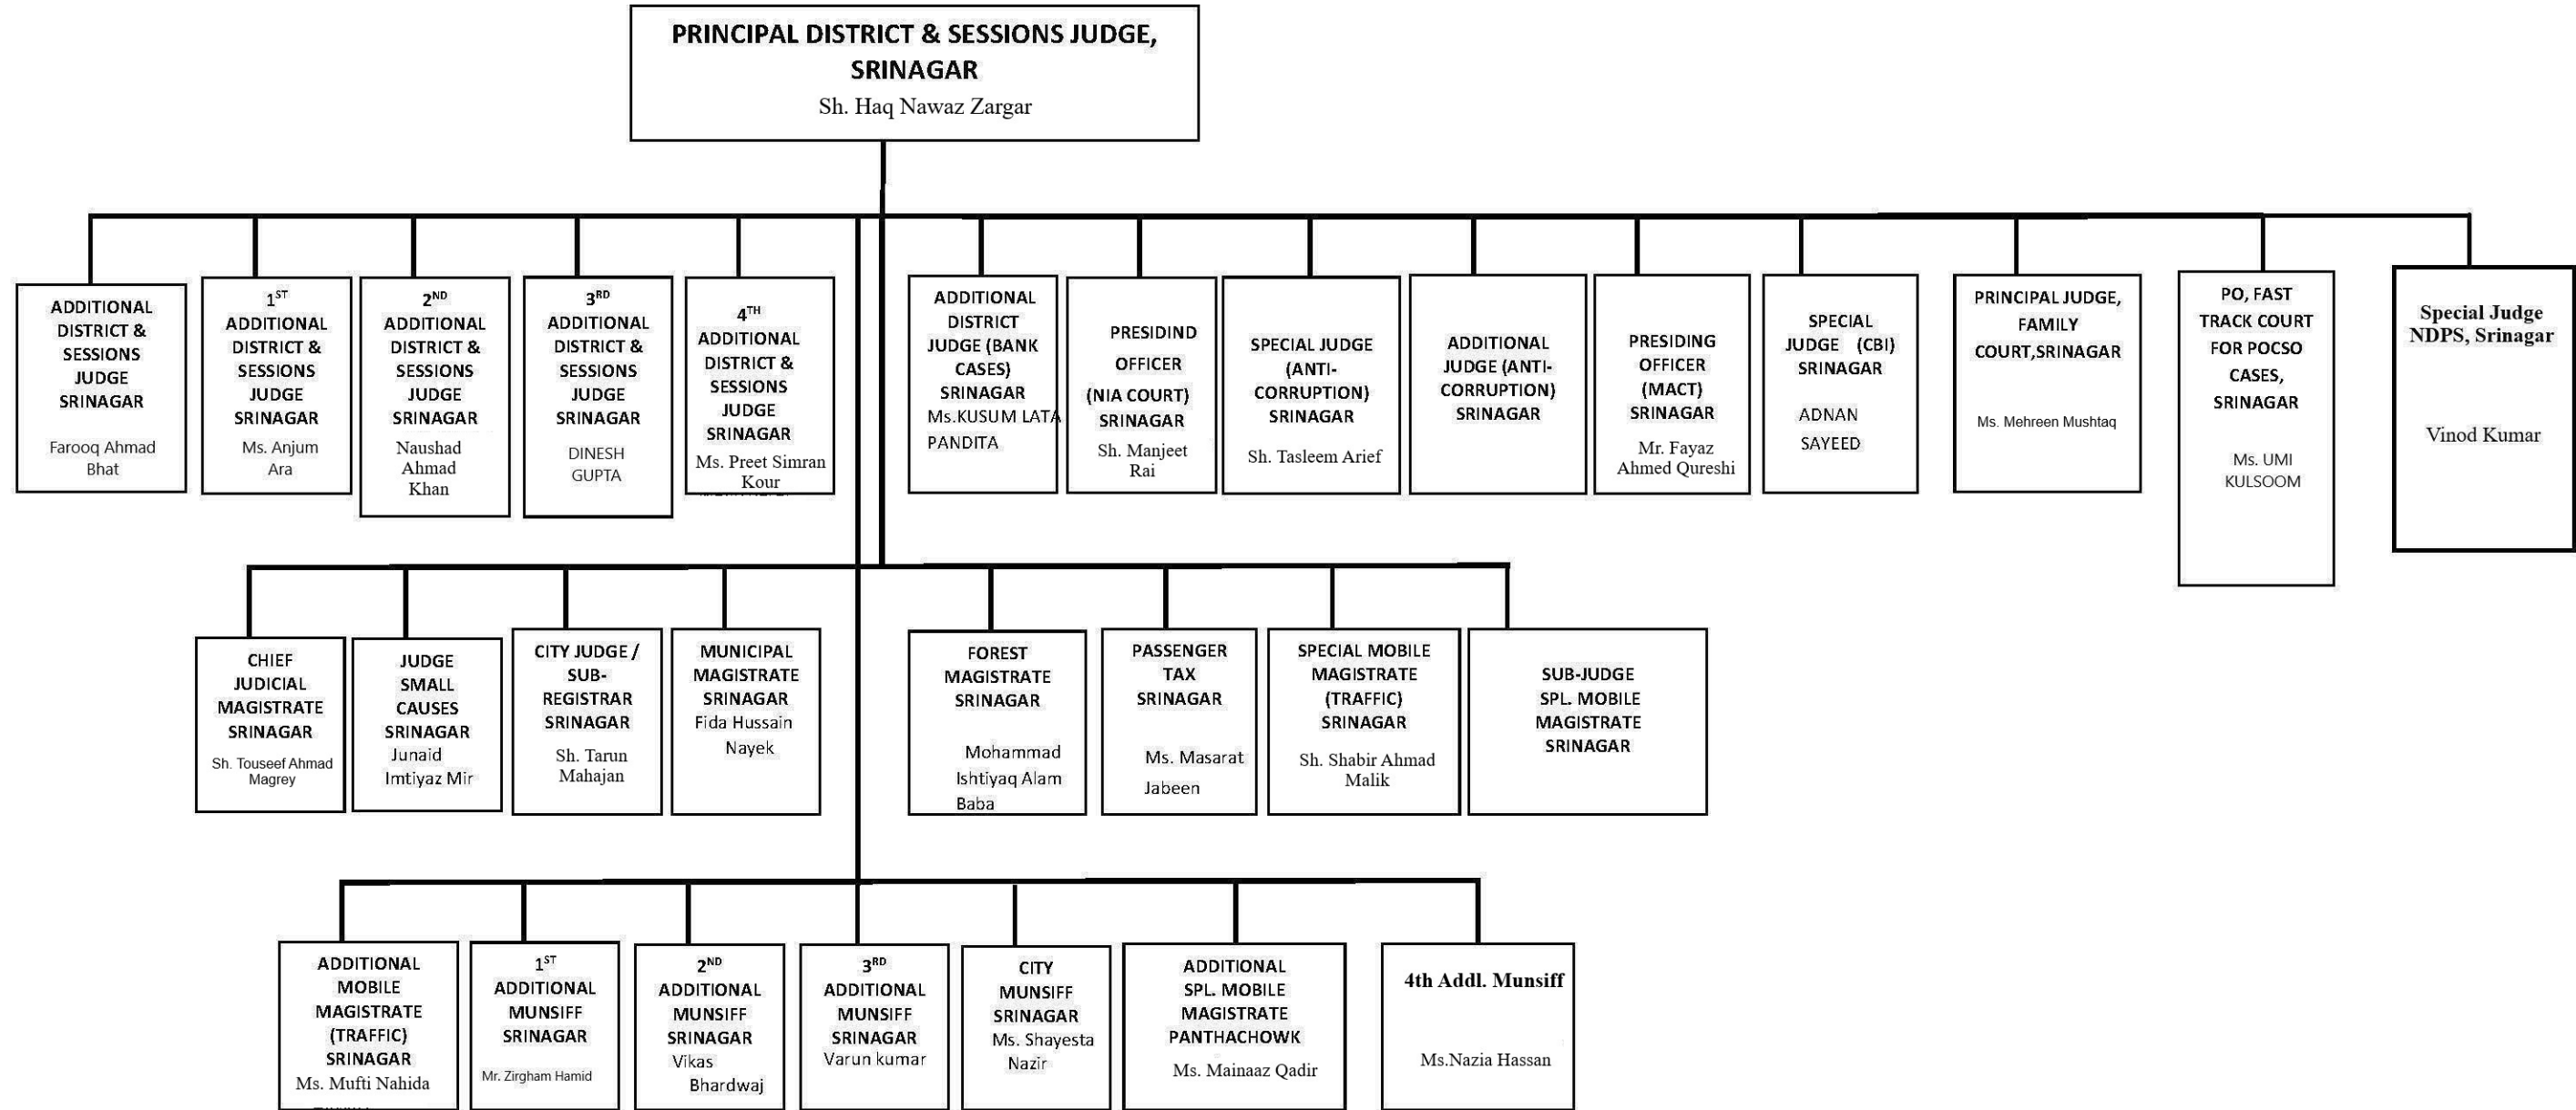 PRINCIPAL DISTRICT & SESSIONS JUDGE,
SRINAGAR
Sh. Haq Nawaz Zargar
ADDITIONAL
DISTRICT &
SESSIONS
JUDGE
SRINAGAR
Farooq Ahmad
Bhat
1ST
ADDITIONAL
DISTRICT &
SESSIONS
JUDGE
SRINAGAR
Ms. Anjum
Ara
2ND
ADDITIONAL
DISTRICT &
SESSIONS
JUDGE
SRINAGAR
Naushad
Ahmad
Khan
3RD
ADDITIONAL
DISTRICT &
SESSIONS
JUDGE
SRINAGAR
DINESH
GUPTA
4TH
ADDITIONAL
DISTRICT &
SESSIONS
JUDGE
SRINAGAR
Ms. Preet Simran
Kour
ADDITIONAL
DISTRICT
JUDGE (BANK
CASES)
SRINAGAR
Ms.KUSUM LATA
PANDITA
PRESIDIND
OFFICER
(NIA COURT)
SRINAGAR
Sh. Manjeet
Rai
SPECIAL JUDGE
(ANTI-
CORRUPTION)
SRINAGAR
Sh. Tasleem Arief
ADDITIONAL
JUDGE (ANTI-
CORRUPTION)
SRINAGAR
PRESIDING
OFFICER
(MACT)
SRINAGAR
Mr. Fayaz
Ahmed Qureshi
SPECIAL
JUDGE (CBI)
SRINAGAR
ADNAN
SAYEED
PRINCIPAL JUDGE,
FAMILY
COURT,SRINAGAR
Ms. Mehreen Mushtaq
PO, FAST
TRACK COURT
FOR POCSO
CASES,
SRINAGAR
Ms. UMI
KULSOOM
Special Judge
NDPS, Srinagar
Vinod Kumar
CHIEF
JUDICIAL
MAGISTRATE
SRINAGAR
Sh. Touseef Ahmad
Magrey
JUDGE
SMALL
CAUSES
SRINAGAR
Junaid
Imtiyaz Mir
CITY JUDGE /
SUB-
REGISTRAR
SRINAGAR
Sh. Tarun
Mahajan
MUNICIPAL
MAGISTRATE
SRINAGAR
Fida Hussain
Nayek
FOREST
MAGISTRATE
SRINAGAR
Mohammad
Ishtiyaq Alam
Baba
PASSENGER
TAX
SRINAGAR
Ms. Masarat
Jabeen
SPECIAL MOBILE
MAGISTRATE
(TRAFFIC)
SRINAGAR
Sh. Shabir Ahmad
Malik
SUB-JUDGE
SPL. MOBILE
MAGISTRATE
SRINAGAR
ADDITIONAL
MOBILE
MAGISTRATE
(TRAFFIC)
SRINAGAR
Ms. Mufti Nahida
1ST
ADDITIONAL
MUNSIFF
SRINAGAR
Mr. Zirgham Hamid
2ND
ADDITIONAL
MUNSIFF
SRINAGAR
Vikas
Bhardwaj
3RD
ADDITIONAL
MUNSIFF
SRINAGAR
Varun kumar
CITY
MUNSIFF
SRINAGAR
Ms. Shayesta
Nazir
ADDITIONAL
SPL. MOBILE
MAGISTRATE
PANTHACHOWK
Ms. Mainaaz Qadir
4th Addl. Munsiff
Ms.Nazia Hassan